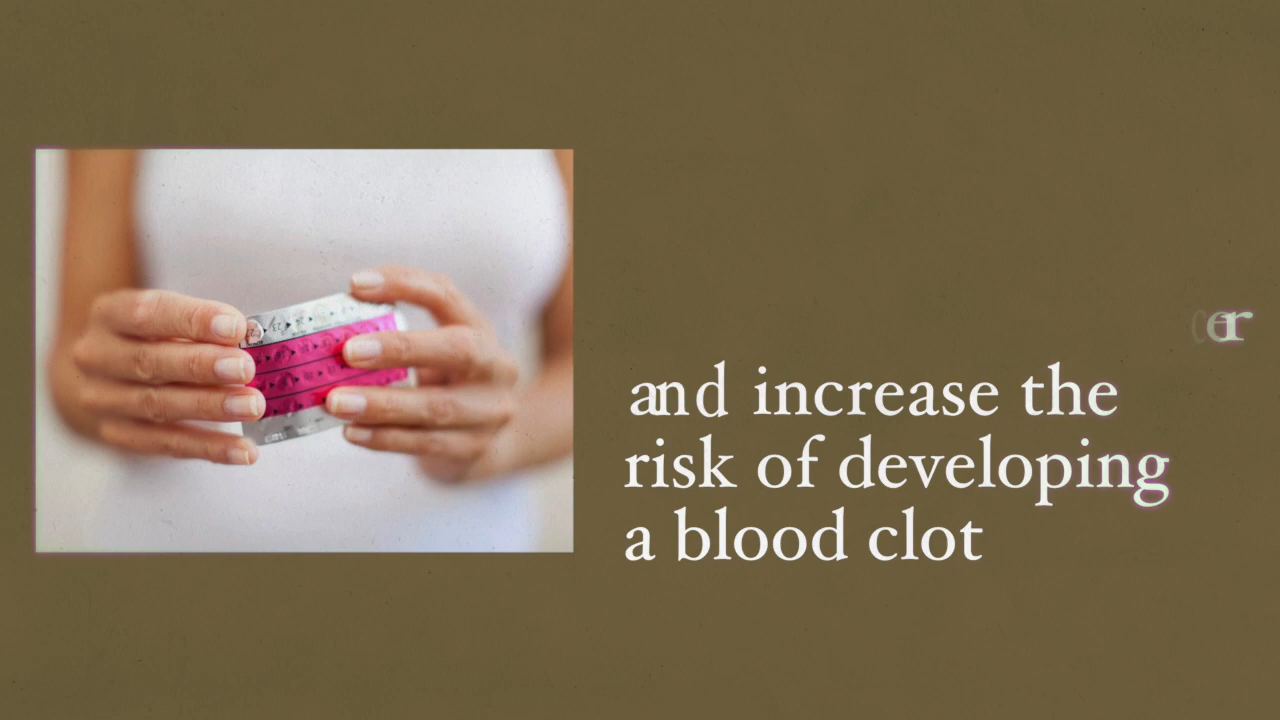 and increase the
risk of developing
a blood clot